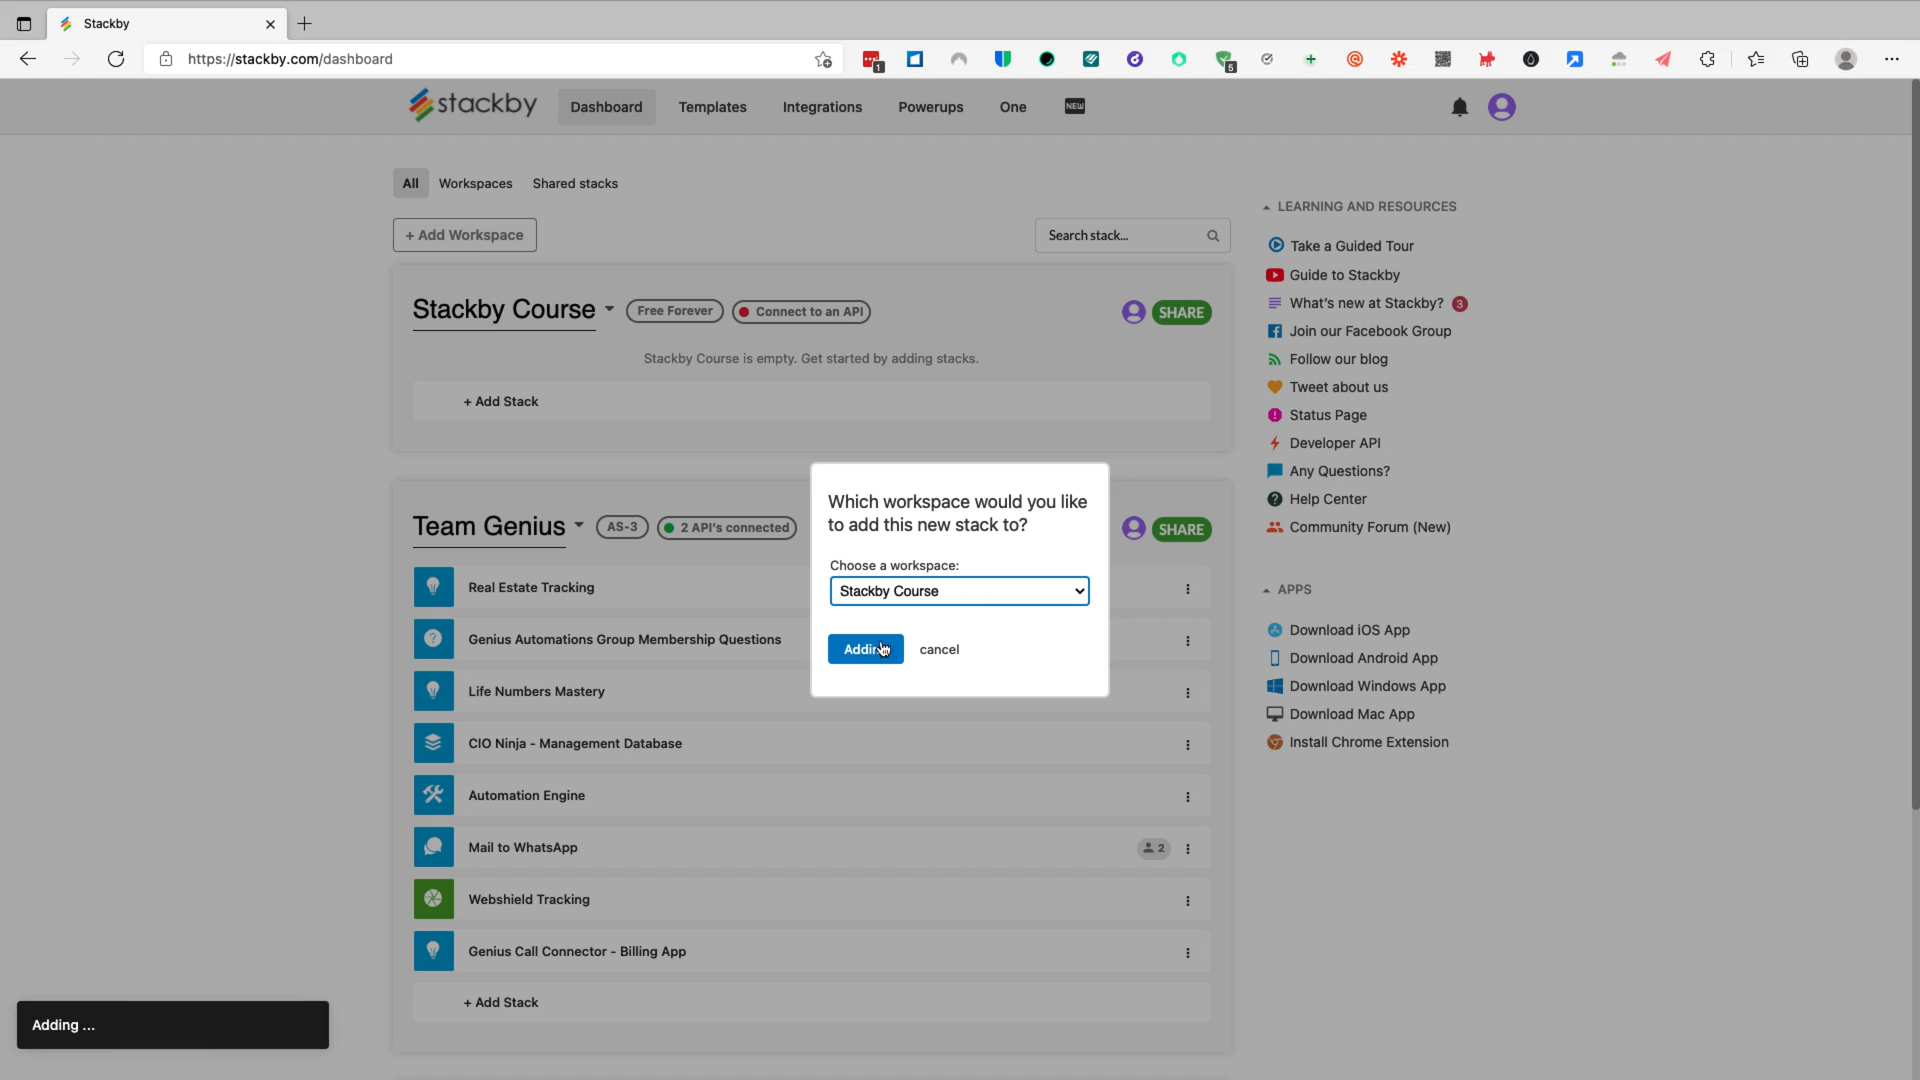 Stackby
https://stackby.com/dashboard
1
5
stackby
Dashboard
Templates
Integrations
Powerups
One
NEW
All
Workspaces
Shared stacks
+ Add Workspace
Search stack...
Stackby Course
Free Forever
Connect to an API
SHARE
Stackby Course is empty. Get started by adding stacks.
+ Add Stack
Team Genius
AS-3
2 API's connected
SHARE
Real Estate Tracking
Genius Automations Group Membership Questions
Life Numbers Mastery
CIO Ninja - Management Database
Automation Engine
Mail to WhatsApp
2
Webshield Tracking
Genius Call Connector - Billing App
+ Add Stack
Which workspace would you like
to add this new stack to?
Choose a workspace:
Stackby Course
cancel
LEARNING AND RESOURCES
Take a Guided Tour
Guide to Stackby
What's new at Stackby? 3
Join our Facebook Group
Follow our blog
Tweet about us
Status Page
Developer API
Any Questions?
Help Center
Community Forum (New)
APPS
Download iOS App
Download Android App
Download Windows App
Download Mac App
Install Chrome Extension
Adding ...